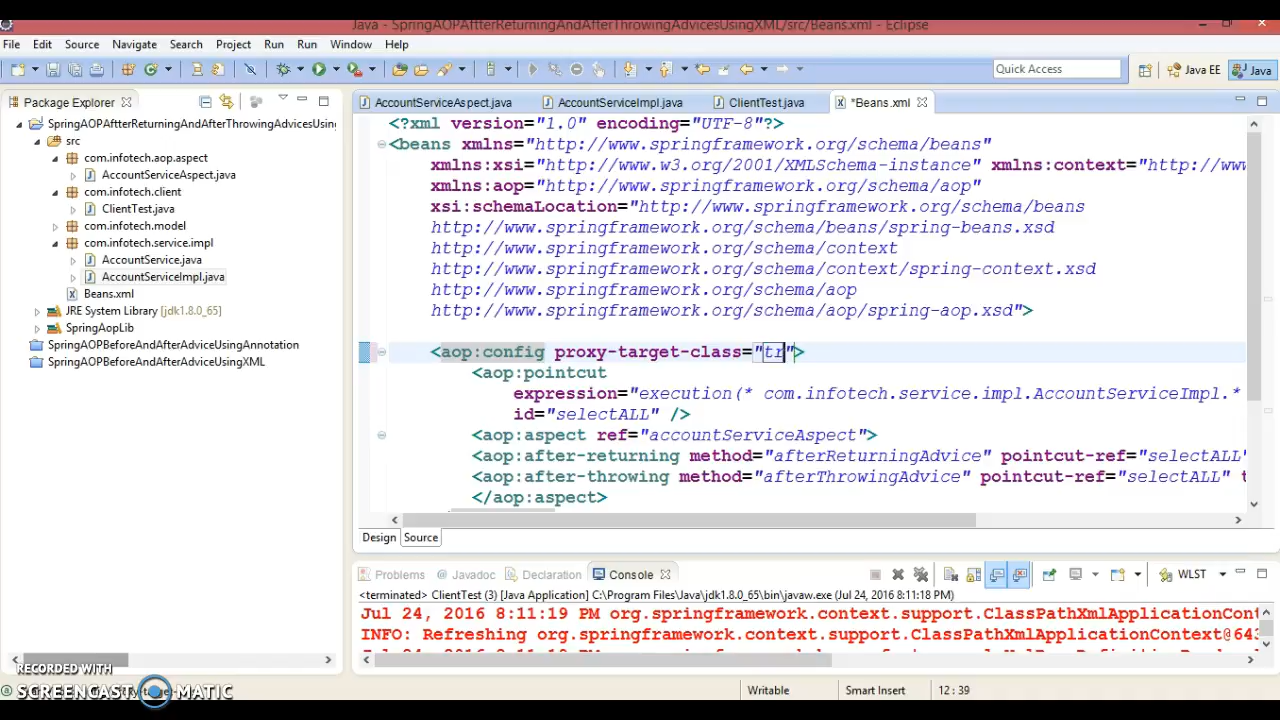 Java - SpringAOPAftterReturningAndAfterThrowingAdvicesUsingXML/src/Beans.xml - Eclipse
File Edit Source Navigate Search Project Run Run Window Help
Quick Access
Java EE
Java
Package Explorer
AccountServiceAspect.java
AccountServiceImpl.java
ClientTest.java
*Beans.xml
SpringAOPAftterReturningAndAfterThrowingAdvicesUsing
src
com.infotech.aop.aspect
AccountServiceAspect.java
com.infotech.client
ClientTest.java
com.infotech.model
com.infotech.service.impl
AccountService.java
AccountServiceImpl.java
Beans.xml
JRE System Library [jdk1.8.0_65]
SpringAopLib
SpringAOPBeforeAndAfterAdviceUsingAnnotation
SpringAOPBeforeAndAfterAdviceUsingXML
<?xml version="1.0" encoding="UTF-8"?>
<beans xmlns="http://www.springframework.org/schema/beans"
xmlns:xsi="http://www.w3.org/2001/XMLSchema-instance" xmlns:context="http://ww
xmlns:aop="http://www.springframework.org/schema/aop"
xsi:schemaLocation="http://www.springframework.org/schema/beans
http://www.springframework.org/schema/beans/spring-beans.xsd
http://www.springframework.org/schema/context
http://www.springframework.org/schema/context/spring-context.xsd
http://www.springframework.org/schema/aop
http://www.springframework.org/schema/aop/spring-aop.xsd">
<aop:config proxy-target-class="tr">
<aop:pointcut
expression="execution(* com.infotech.service.impl.AccountServiceImpl.*
id="selectALL" />
<aop:aspect ref="accountServiceAspect">
<aop:after-returning method="afterReturningAdvice" pointcut-ref="selectALL"
<aop:after-throwing method="afterThrowingAdvice" pointcut-ref="selectALL" t
</aop:aspect>
Design Source
Problems @ Javadoc Declaration Console
WLST
<terminated> ClientTest (3) [Java Application] C:\Program Files\Java\jdk1.8.0_65\bin\javaw.exe (Jul 24, 2016 8:11:18 PM)
Jul 24, 2016 8:11:19 PM org.springframework.context.support.ClassPathXmlApplicationCont
INFO: Refreshing org.springframework.context.support.ClassPathXmlApplicationContext@643
RECORDED WITH
SCREENCAST-O-MATIC
Writable
Smart Insert
12 : 39